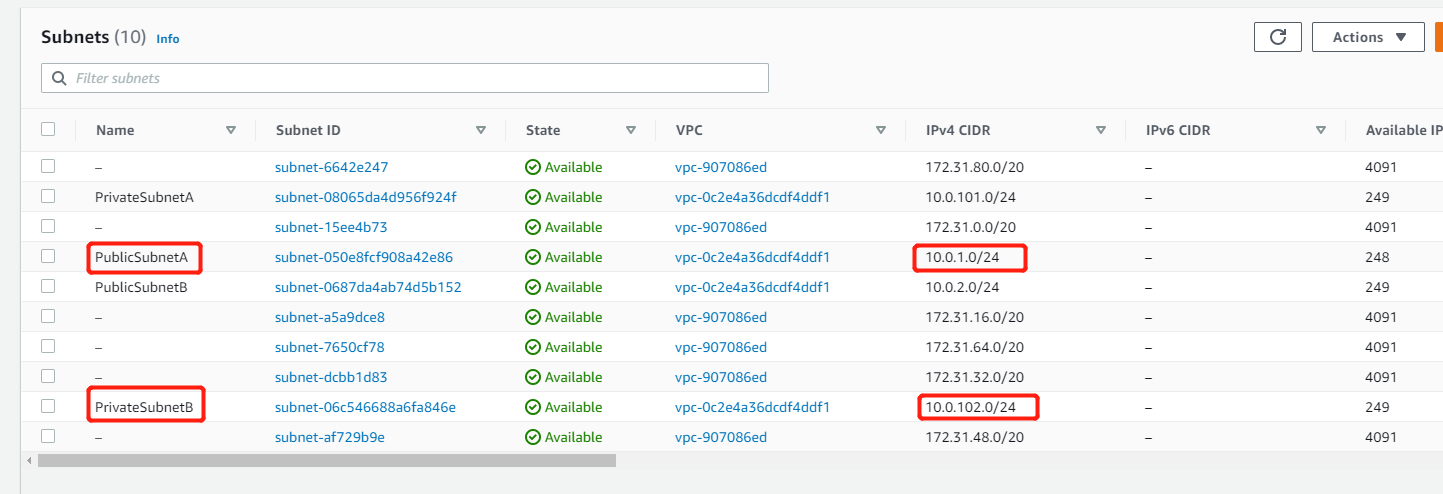 Subnets (10) Info
Actions
Filter subnets
Name Subnet ID State VPC IPv4 CIDR IPv6 CIDR Available IP
– subnet-6642e247 Available vpc-907086ed 172.31.80.0/20 – 4091
PrivateSubnetA subnet-08065da4d956f924f Available vpc-0c2e4a36dcdf4ddf1 10.0.101.0/24 – 249
– subnet-15ee4b73 Available vpc-907086ed 172.31.0.0/20 – 4091
PublicSubnetA subnet-050e8fcf908a42e86 Available vpc-0c2e4a36dcdf4ddf1 10.0.1.0/24 – 248
PublicSubnetB subnet-0687da4ab74d5b152 Available vpc-0c2e4a36dcdf4ddf1 10.0.2.0/24 – 249
– subnet-a5a9dce8 Available vpc-907086ed 172.31.16.0/20 – 4091
– subnet-7650cf78 Available vpc-907086ed 172.31.64.0/20 – 4091
– subnet-dcbb1d83 Available vpc-907086ed 172.31.32.0/20 – 4091
PrivateSubnetB subnet-06c546688a6fa846e Available vpc-0c2e4a36dcdf4ddf1 10.0.102.0/24 – 249
– subnet-af729b9e Available vpc-907086ed 172.31.48.0/20 – 4091